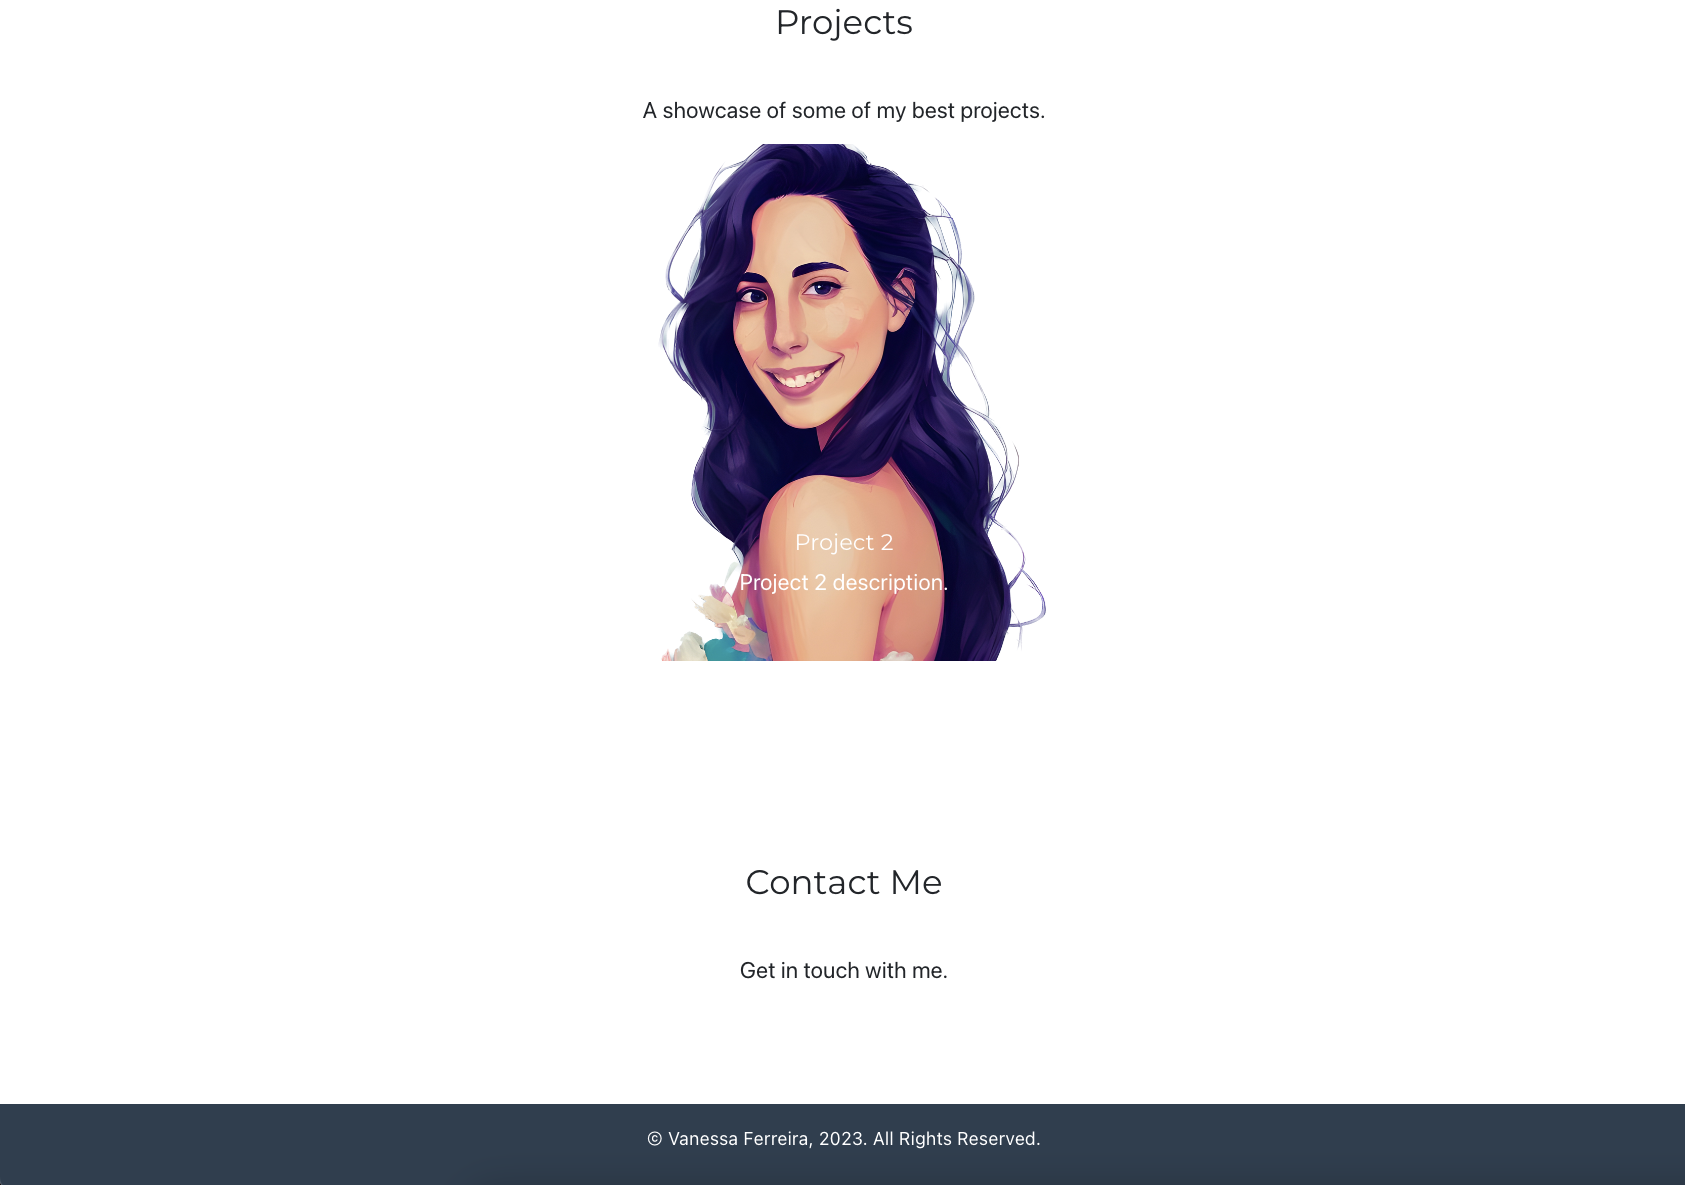 Projects
A showcase of some of my best projects.
Project 2
Project 2 description.
Contact Me
Get in touch with me.
© Vanessa Ferreira, 2023. All Rights Reserved.